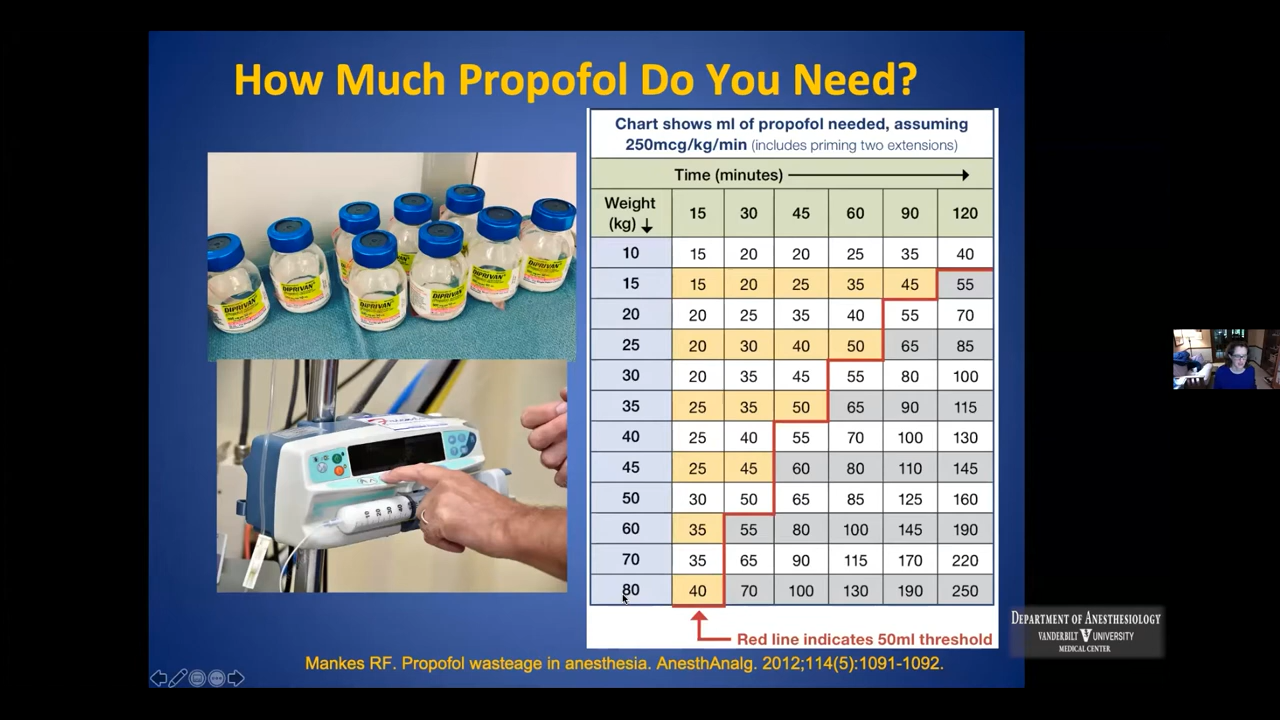 How Much Propofol Do You Need?
DIPRIVAN
DIPRIVAN
DIPRIVAN
DIPRIVAN
DIPRIVAN
DIPRIVAN
Chart shows ml of propofol needed, assuming
250mcg/kg/min (includes priming two extensions)
Time (minutes)
Weight
(kg) 15 30 45 60 90 120
10 15 20 20 25 35 40
15 15 20 25 35 45 55
20 20 25 35 40 55 70
25 20 30 40 50 65 85
30 20 35 45 55 80 100
35 25 35 50 65 90 115
40 25 40 55 70 100 130
45 25 45 60 80 110 145
50 30 50 65 85 125 160
60 35 55 80 100 145 190
70 35 65 90 115 170 220
80 40 70 100 130 190 250
Red line indicates 50ml threshold
Mankes RF. Propofol wasteage in anesthesia. AnesthAnalg. 2012;114(5):1091-1092.
DEPARTMENT OF ANESTHESIOLOGY
VANDERBILT UNIVERSITY
MEDICAL CENTER